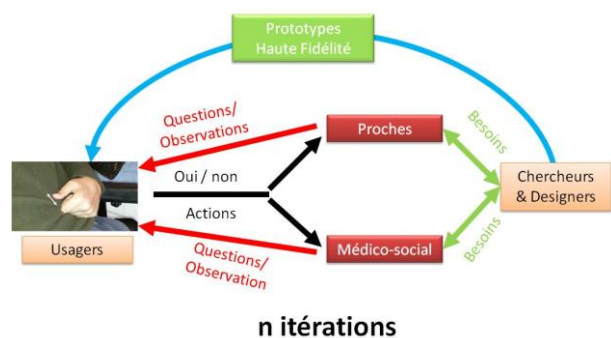 Prototypes
Haute Fidélité
Questions/
Observations
Proches
Besoins
Oui / non
Chercheurs
& Designers
Actions
Usagers
Questions/
Observation
Médico-social
Besoins
n itérations